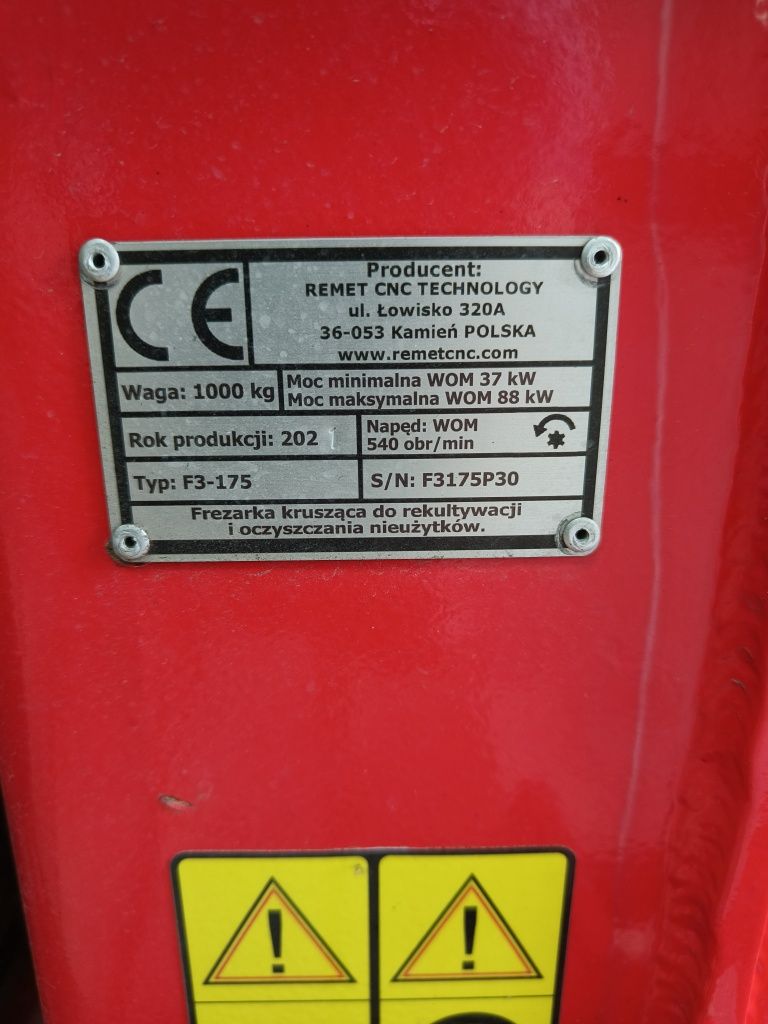 CE
Producent:
REMET CNC TECHNOLOGY
ul. Łowisko 320A
36-053 Kamień POLSKA
www.remetcnc.com
Waga: 1000 kg
Moc minimalna WOM 37 kW
Moc maksymalna WOM 88 kW
Rok produkcji: 2021
Napęd: WOM
540 obr/min
Typ: F3-175
S/N: F3175P30
Frezarka krusząca do rekultywacji
i oczyszczania nieużytków.
!
!